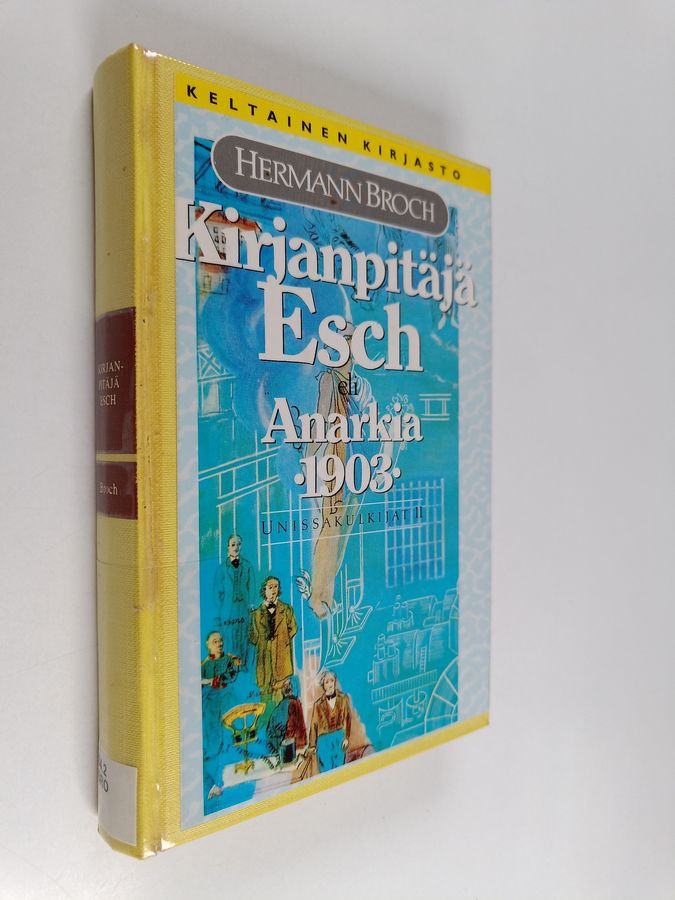 KELTAINEN KIRJASTO
HERMANN BROCH
Kirjanpitäjä
Esch
eli
Anarkia
·1903·
UNISSAKULKIJAT II
KIRJAN-
PITÄJÄ
ESCH
Broch